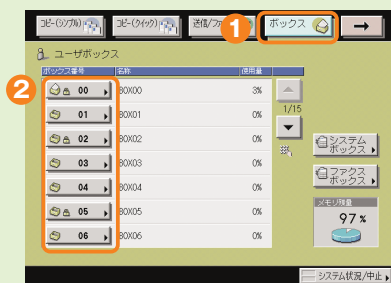 コピー(シンプル)
コピー(クイック)
送信/ファ
1
ボックス
ユーザボックス
ボックス番号 名称 使用量
2
00 BOX00 3%
01 BOX01 0%
1/15
02 BOX02 0%
システムボックス
03 BOX03 0%
ファクスボックス
04 BOX04 0%
メモリ残量
05 BOX05 0%
97%
06 BOX06 0%
システム状況/中止